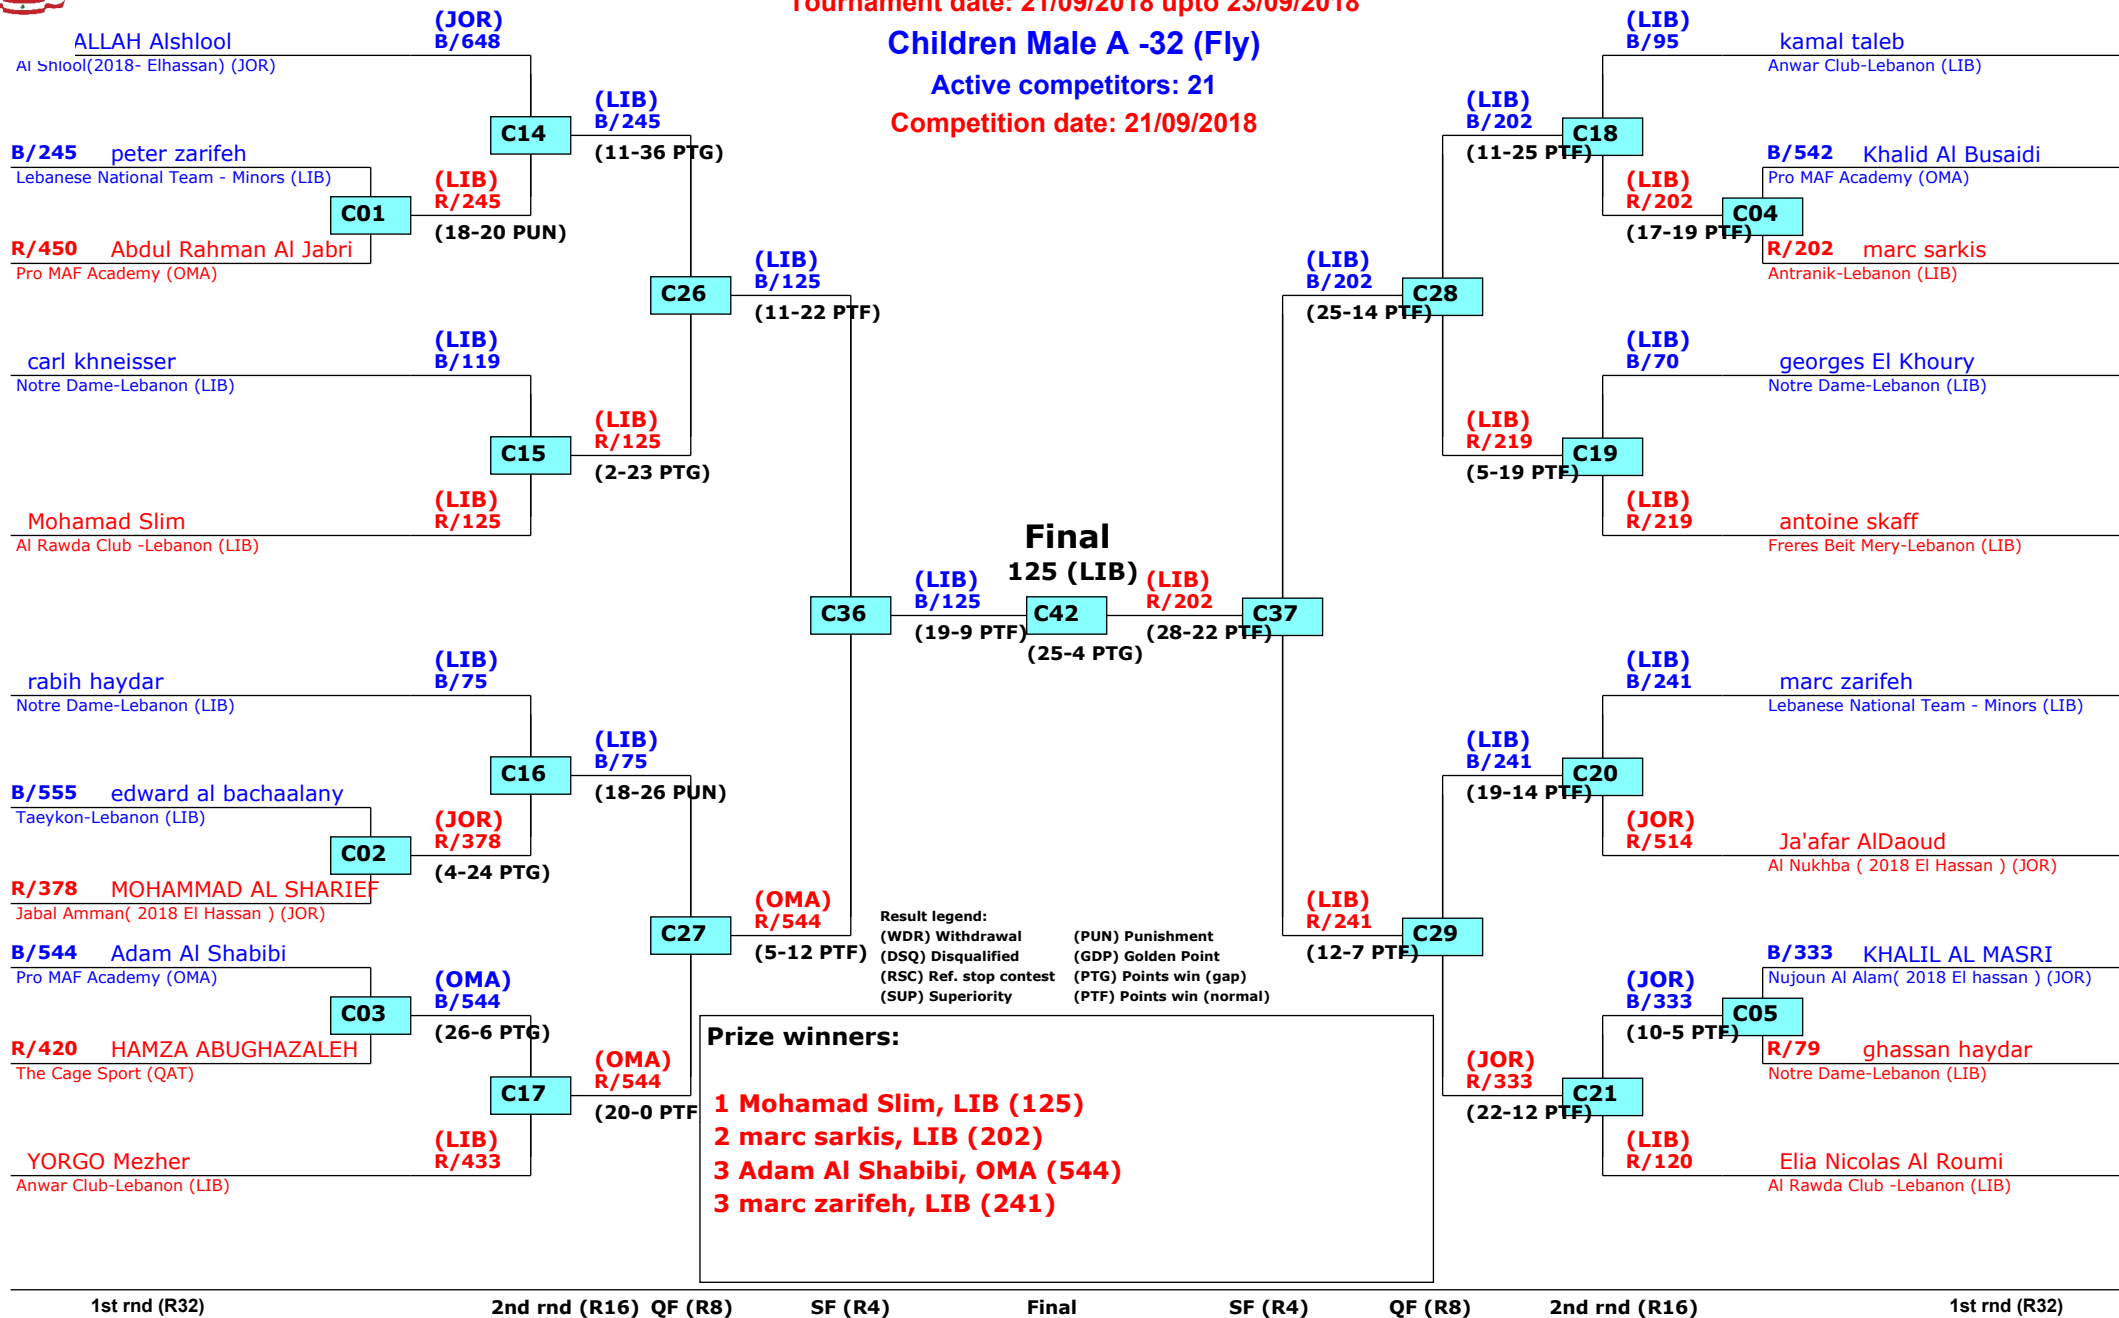 Tournament date: 21/09/2018 upto 23/09/2018
Children Male A -32 (Fly)
Active competitors: 21
Competition date: 21/09/2018
ALLAH Alshlool
Al Shlool(2018- Elhassan) (JOR)
(JOR)
B/648
B/245 peter zarifeh
Lebanese National Team - Minors (LIB)
C01
R/450 Abdul Rahman Al Jabri
Pro MAF Academy (OMA)
(LIB)
R/245
(18-20 PUN)
C14
(LIB)
B/245
(11-36 PTG)
carl khneisser
Notre Dame-Lebanon (LIB)
(LIB)
B/119
C15
Mohamad Slim
Al Rawda Club -Lebanon (LIB)
(LIB)
R/125
(LIB)
R/125
(2-23 PTG)
C26
(LIB)
B/125
(11-22 PTF)
rabih haydar
Notre Dame-Lebanon (LIB)
(LIB)
B/75
B/555 edward al bachaalany
Taeykon-Lebanon (LIB)
C02
R/378 MOHAMMAD AL SHARIEF
Jabal Amman( 2018 El Hassan ) (JOR)
(JOR)
R/378
(4-24 PTG)
C16
(LIB)
B/75
(18-26 PUN)
B/544 Adam Al Shabibi
Pro MAF Academy (OMA)
C03
R/420 HAMZA ABUGHAZALEH
The Cage Sport (QAT)
(OMA)
B/544
(26-6 PTG)
C17
YORGO Mezher
Anwar Club-Lebanon (LIB)
(LIB)
R/433
(OMA)
R/544
(20-0 PTF
C27
(OMA)
R/544
(5-12 PTF)
C36
(LIB)
B/125
(19-9 PTF)
Final
125 (LIB)
C42
(25-4 PTG)
(LIB)
R/202
(28-22 PTF)
C37
(LIB)
B/202
(25-14 PTF)
C28
(LIB)
B/202
(11-25 PTF)
C18
(LIB)
B/95
kamal taleb
Anwar Club-Lebanon (LIB)
(LIB)
R/202
(17-19 PTF)
C04
B/542 Khalid Al Busaidi
Pro MAF Academy (OMA)
R/202 marc sarkis
Antranik-Lebanon (LIB)
(LIB)
R/219
(5-19 PTF)
C19
(LIB)
B/70
georges El Khoury
Notre Dame-Lebanon (LIB)
(LIB)
R/219
antoine skaff
Freres Beit Mery-Lebanon (LIB)
(LIB)
R/241
(12-7 PTF)
C29
(LIB)
B/241
(19-14 PTF)
C20
(LIB)
B/241
marc zarifeh
Lebanese National Team - Minors (LIB)
(JOR)
R/514
Ja'afar AlDaoud
Al Nukhba ( 2018 El Hassan ) (JOR)
(JOR)
R/333
(22-12 PTF)
C21
(JOR)
B/333
(10-5 PTF)
C05
B/333 KHALIL AL MASRI
Nujoun Al Alam( 2018 El hassan ) (JOR)
R/79 ghassan haydar
Notre Dame-Lebanon (LIB)
(LIB)
R/120
Elia Nicolas Al Roumi
Al Rawda Club -Lebanon (LIB)
Result legend:
(WDR) Withdrawal (PUN) Punishment
(DSQ) Disqualified (GDP) Golden Point
(RSC) Ref. stop contest (PTG) Points win (gap)
(SUP) Superiority (PTF) Points win (normal)
Prize winners:
1 Mohamad Slim, LIB (125)
2 marc sarkis, LIB (202)
3 Adam Al Shabibi, OMA (544)
3 marc zarifeh, LIB (241)
1st rnd (R32) 2nd rnd (R16) QF (R8) SF (R4) Final SF (R4) QF (R8) 2nd rnd (R16) 1st rnd (R32)